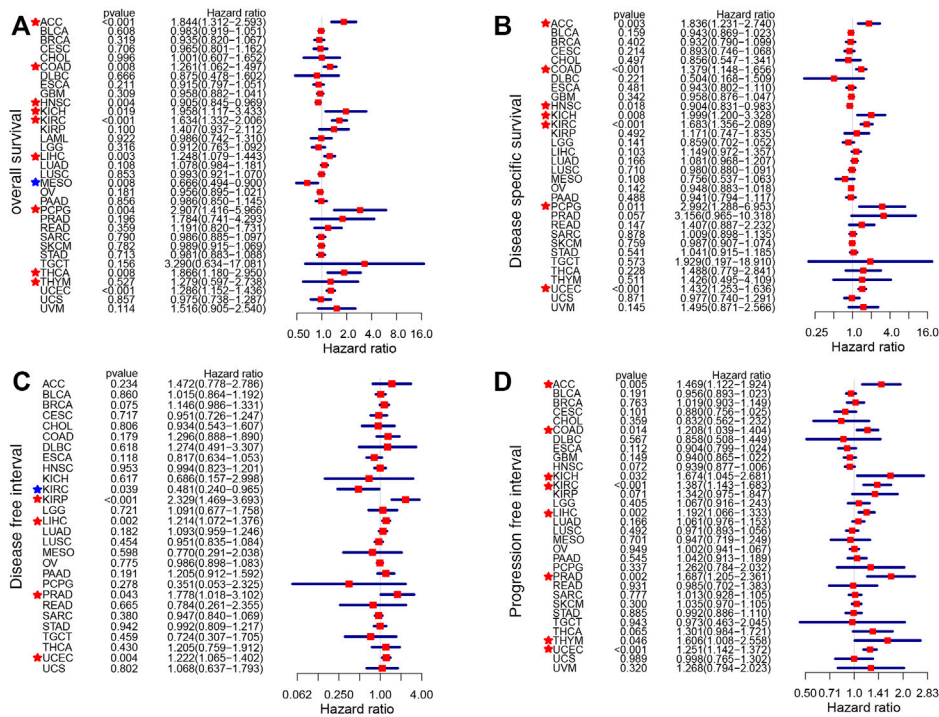 A
overall survival
pvalue Hazard ratio
ACC <0.001 1.844(1.312−2.593)
BLCA 0.608 0.983(0.919−1.051)
BRCA 0.319 0.935(0.820−1.067)
CESC 0.706 0.965(0.801−1.162)
CHOL 0.996 1.001(0.607−1.652)
COAD 0.008 1.261(1.062−1.497)
DLBC 0.666 0.875(0.478−1.602)
ESCA 0.211 0.915(0.797−1.051)
GBM 0.309 0.958(0.882−1.041)
HNSC 0.004 0.905(0.845−0.969)
KICH 0.019 1.958(1.117−3.433)
KIRC <0.001 1.634(1.332−2.006)
KIRP 0.100 1.407(0.937−2.112)
LAML 0.922 0.986(0.742−1.310)
LGG 0.316 0.912(0.763−1.092)
LIHC 0.003 1.248(1.079−1.443)
LUAD 0.108 1.078(0.984−1.181)
LUSC 0.853 0.993(0.921−1.070)
MESO 0.008 0.666(0.494−0.900)
OV 0.181 0.956(0.895−1.021)
PAAD 0.856 0.986(0.850−1.145)
PCPG 0.004 2.907(1.416−5.966)
PRAD 0.196 1.784(0.741−4.293)
READ 0.359 1.191(0.820−1.731)
SARC 0.790 0.986(0.885−1.097)
SKCM 0.782 0.989(0.915−1.069)
STAD 0.713 0.981(0.883−1.088)
TGCT 0.156 3.290(0.634−17.081)
THCA 0.008 1.866(1.180−2.950)
THYM 0.527 1.279(0.597−2.738)
UCEC <0.001 1.286(1.152−1.436)
UCS 0.857 0.975(0.738−1.287)
UVM 0.114 1.516(0.905−2.540)
0.50 1.0 2.0 4.0 8.0 16.0
Hazard ratio
B
Disease specific survival
pvalue Hazard ratio
ACC 0.003 1.836(1.231−2.740)
BLCA 0.159 0.943(0.869−1.023)
BRCA 0.402 0.932(0.790−1.099)
CESC 0.214 0.893(0.746−1.068)
CHOL 0.497 0.856(0.547−1.341)
COAD <0.001 1.379(1.148−1.656)
DLBC 0.221 0.504(0.168−1.509)
ESCA 0.481 0.943(0.802−1.110)
GBM 0.342 0.958(0.876−1.047)
HNSC 0.018 0.904(0.831−0.983)
KICH 0.008 1.999(1.200−3.328)
KIRC <0.001 1.683(1.356−2.089)
KIRP 0.492 1.171(0.747−1.835)
LGG 0.141 0.859(0.702−1.052)
LIHC 0.103 1.149(0.972−1.357)
LUAD 0.166 1.081(0.968−1.207)
LUSC 0.710 0.980(0.880−1.091)
MESO 0.108 0.756(0.537−1.063)
OV 0.142 0.948(0.883−1.018)
PAAD 0.488 0.941(0.794−1.117)
PCPG 0.011 2.992(1.288−6.953)
PRAD 0.057 3.156(0.965−10.318)
READ 0.147 1.407(0.887−2.232)
SARC 0.878 1.009(0.898−1.135)
SKCM 0.759 0.987(0.907−1.074)
STAD 0.541 1.041(0.915−1.185)
TGCT 0.573 1.929(0.197−18.910)
THCA 0.228 1.488(0.779−2.841)
THYM 0.511 1.426(0.495−4.109)
UCEC <0.001 1.432(1.253−1.636)
UCS 0.871 0.977(0.740−1.291)
UVM 0.145 1.495(0.871−2.566)
0.25 1.0 4.0 16.0
Hazard ratio
C
Disease free interval
pvalue Hazard ratio
ACC 0.234 1.472(0.778−2.786)
BLCA 0.860 1.015(0.864−1.192)
BRCA 0.075 1.146(0.986−1.331)
CESC 0.717 0.951(0.726−1.247)
CHOL 0.806 0.934(0.543−1.607)
COAD 0.179 1.296(0.888−1.890)
DLBC 0.618 1.274(0.491−3.307)
ESCA 0.118 0.817(0.634−1.053)
HNSC 0.953 0.994(0.823−1.201)
KICH 0.617 0.686(0.157−2.998)
KIRC 0.039 0.481(0.240−0.965)
KIRP <0.001 2.329(1.469−3.693)
LGG 0.721 1.091(0.677−1.758)
LIHC 0.002 1.214(1.072−1.376)
LUAD 0.182 1.093(0.959−1.246)
LUSC 0.454 0.951(0.835−1.084)
MESO 0.598 0.770(0.291−2.038)
OV 0.775 0.986(0.898−1.083)
PAAD 0.191 1.205(0.912−1.592)
PCPG 0.278 0.351(0.053−2.325)
PRAD 0.043 1.778(1.018−3.102)
READ 0.665 0.784(0.261−2.355)
SARC 0.380 0.947(0.840−1.069)
STAD 0.942 0.992(0.809−1.217)
TGCT 0.459 0.724(0.307−1.705)
THCA 0.430 1.205(0.759−1.912)
UCEC 0.004 1.222(1.065−1.402)
UCS 0.802 1.068(0.637−1.793)
0.062 0.250 1.00 4.00
Hazard ratio
D
Progression free interval
pvalue Hazard ratio
ACC 0.005 1.469(1.122−1.924)
BLCA 0.191 0.956(0.893−1.023)
BRCA 0.763 1.019(0.903−1.149)
CESC 0.101 0.880(0.756−1.025)
CHOL 0.359 0.832(0.562−1.232)
COAD 0.014 1.208(1.039−1.404)
DLBC 0.567 0.858(0.508−1.449)
ESCA 0.112 0.904(0.799−1.024)
GBM 0.149 0.940(0.865−1.022)
HNSC 0.072 0.939(0.877−1.006)
KICH 0.032 1.674(1.045−2.681)
KIRC <0.001 1.387(1.143−1.683)
KIRP 0.071 1.342(0.975−1.847)
LGG 0.405 1.067(0.916−1.243)
LIHC 0.002 1.192(1.066−1.333)
LUAD 0.166 1.061(0.976−1.153)
LUSC 0.492 0.971(0.893−1.056)
MESO 0.701 0.947(0.719−1.249)
OV 0.949 1.002(0.941−1.067)
PAAD 0.545 1.042(0.913−1.189)
PCPG 0.337 1.262(0.784−2.032)
PRAD 0.002 1.687(1.205−2.361)
READ 0.931 0.985(0.702−1.383)
SARC 0.777 1.013(0.928−1.105)
SKCM 0.300 1.035(0.970−1.105)
STAD 0.885 0.992(0.886−1.110)
TGCT 0.943 0.973(0.463−2.045)
THCA 0.065 1.301(0.984−1.721)
THYM 0.046 1.606(1.008−2.558)
UCEC <0.001 1.251(1.142−1.372)
UCS 0.989 0.998(0.765−1.302)
UVM 0.320 1.268(0.794−2.023)
0.50 0.71 1.0 1.41 2.0 2.83
Hazard ratio